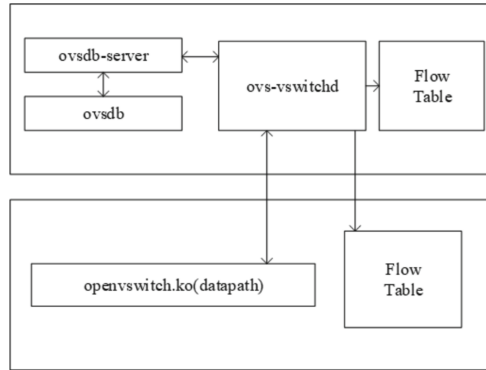 ovsdb-server
ovsdb
ovs-vswitchd
Flow
Table
openvswitch.ko(datapath)
Flow
Table